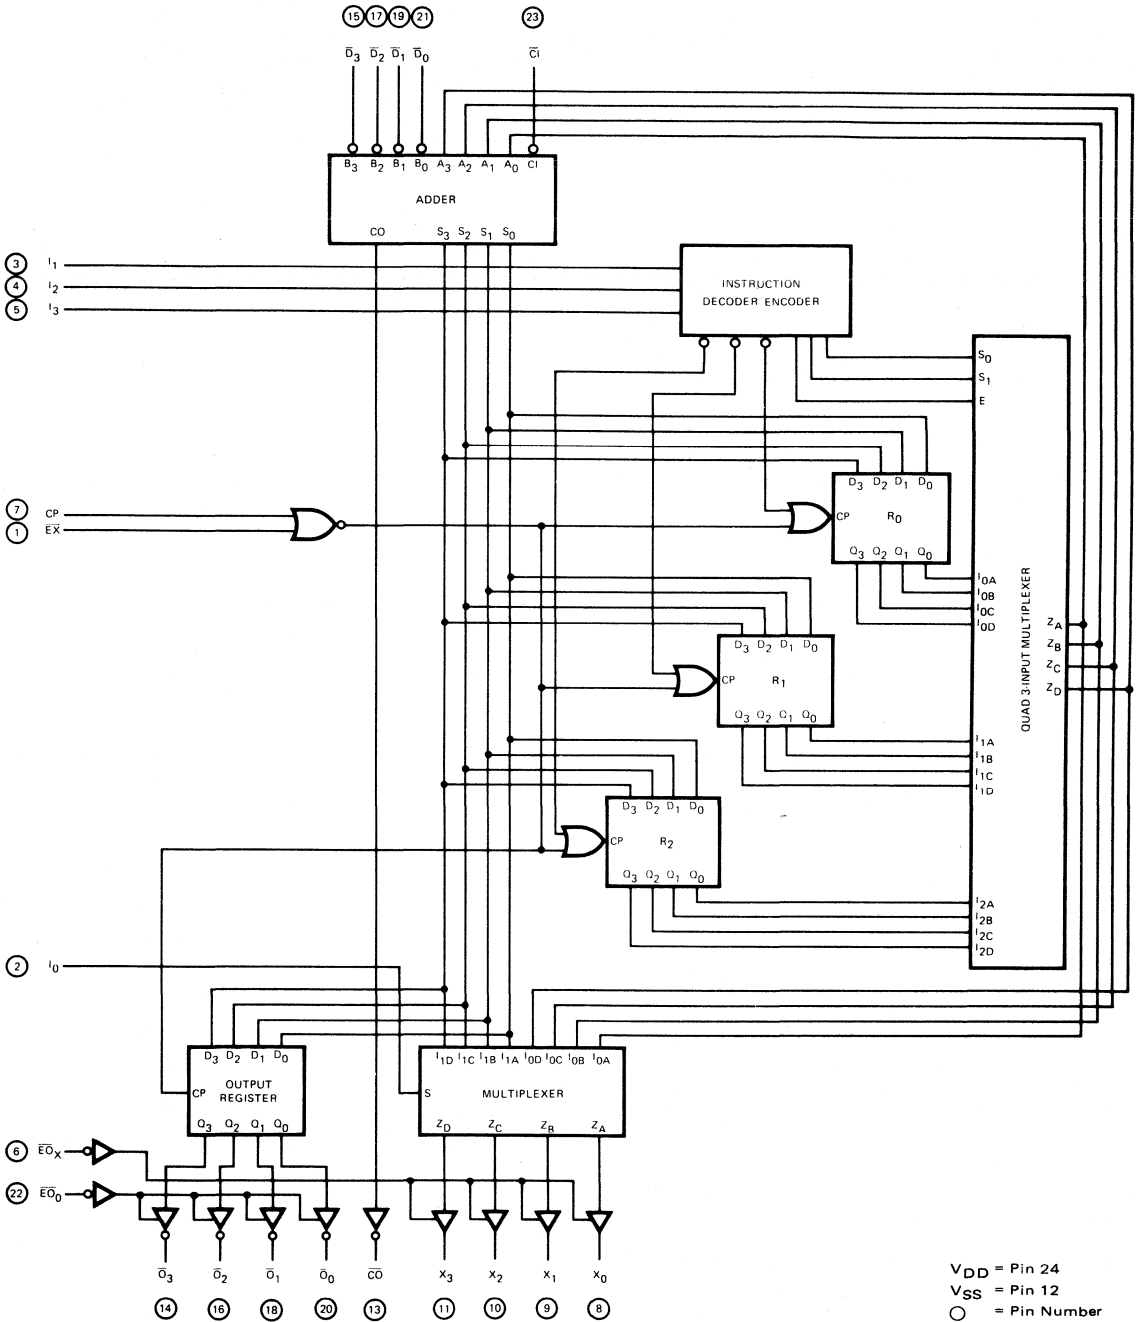 15 17 19 21 23
D̅3 D̅2 D̅1 D̅0 C̅I̅
B3 B2 B1 B0 A3 A2 A1 A0 CI
ADDER
CO S3 S2 S1 S0
3 I1
4 I2
5 I3
INSTRUCTION
DECODER ENCODER
S0
S1
E
7 CP
1 E̅X̅
D3 D2 D1 D0
CP R0
Q3 Q2 Q1 Q0
I0A
I0B
I0C
I0D
QUAD 3-INPUT MULTIPLEXER
ZA
ZB
ZC
ZD
D3 D2 D1 D0
CP R1
Q3 Q2 Q1 Q0
I1A
I1B
I1C
I1D
D3 D2 D1 D0
CP R2
Q3 Q2 Q1 Q0
I2A
I2B
I2C
I2D
2 I0
D3 D2 D1 D0
CP OUTPUT
REGISTER
Q3 Q2 Q1 Q0
I1D I1C I1B I1A I0D I0C I0B I0A
S MULTIPLEXER
ZD ZC ZB ZA
6 E̅O̅X
22 E̅O̅0
O̅3 O̅2 O̅1 O̅0 C̅O̅ X3 X2 X1 X0
14 16 18 20 13 11 10 9 8
VDD = Pin 24
VSS = Pin 12
= Pin Number